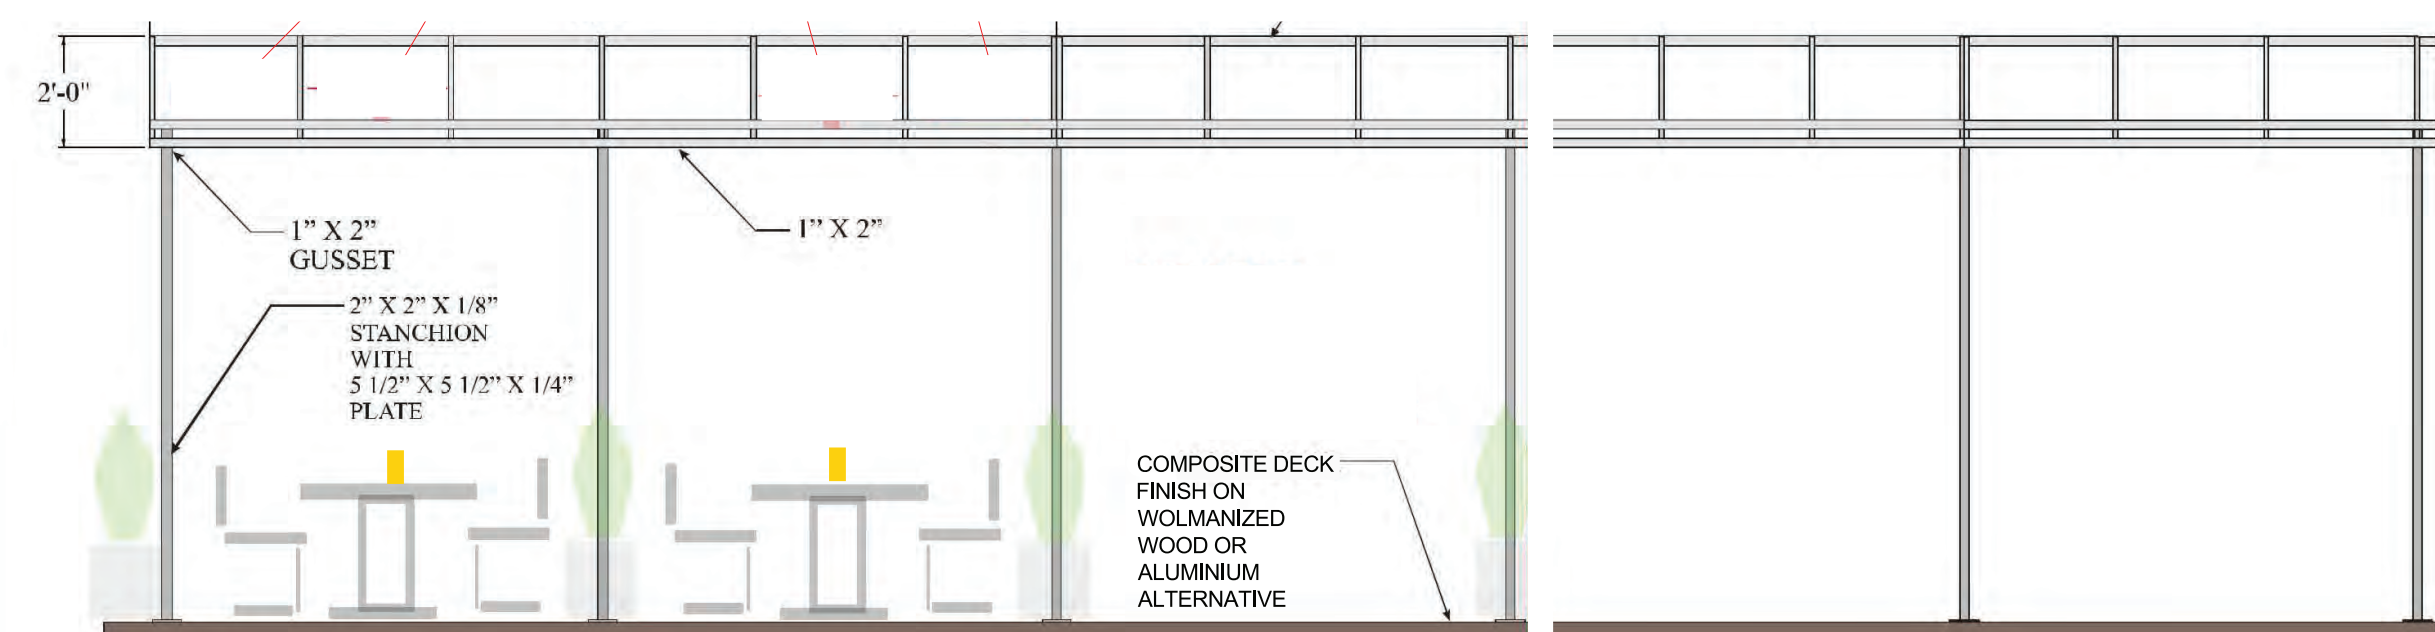 2'-0"
1” X 2”
GUSSET
1” X 2”
2” X 2” X 1/8”
STANCHION
WITH
5 1/2” X 5 1/2” X 1/4”
PLATE
COMPOSITE DECK
FINISH ON
WOLMANIZED
WOOD OR
ALUMINIUM
ALTERNATIVE